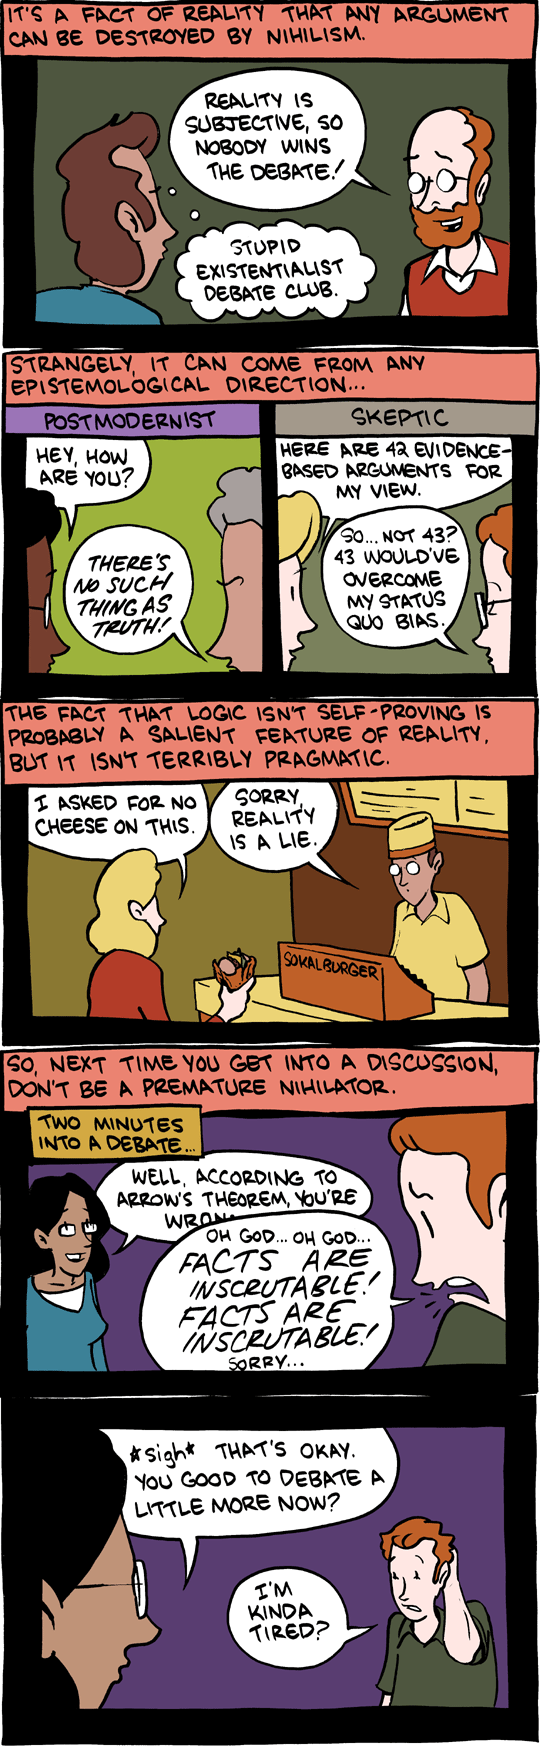 IT'S A FACT OF REALITY THAT ANY ARGUMENT
CAN BE DESTROYED BY NIHILISM.
REALITY IS
SUBJECTIVE, SO
NOBODY WINS
THE DEBATE!
STUPID
EXISTENTIALIST
DEBATE CLUB.
STRANGELY, IT CAN COME FROM ANY
EPISTEMOLOGICAL DIRECTION...
POSTMODERNIST
HEY, HOW
ARE YOU?
THERE'S
NO SUCH
THING AS
TRUTH!
SKEPTIC
HERE ARE 42 EVIDENCE-
BASED ARGUMENTS FOR
MY VIEW.
SO... NOT 43?
43 WOULD'VE
OVERCOME
MY STATUS
QUO BIAS.
THE FACT THAT LOGIC ISN'T SELF-PROVING IS
PROBABLY A SALIENT FEATURE OF REALITY,
BUT IT ISN'T TERRIBLY PRAGMATIC.
I ASKED FOR NO
CHEESE ON THIS.
SORRY,
REALITY
IS A LIE.
SOKALBURGER
SO, NEXT TIME YOU GET INTO A DISCUSSION,
DON'T BE A PREMATURE NIHILATOR.
TWO MINUTES
INTO A DEBATE...
WELL, ACCORDING TO
ARROW'S THEOREM, YOU'RE
WRON
OH GOD... OH GOD...
FACTS ARE
INSCRUTABLE!
FACTS ARE
INSCRUTABLE!
SORRY...
*sigh* THAT'S OKAY.
YOU GOOD TO DEBATE A
LITTLE MORE NOW?
I'M
KINDA
TIRED?